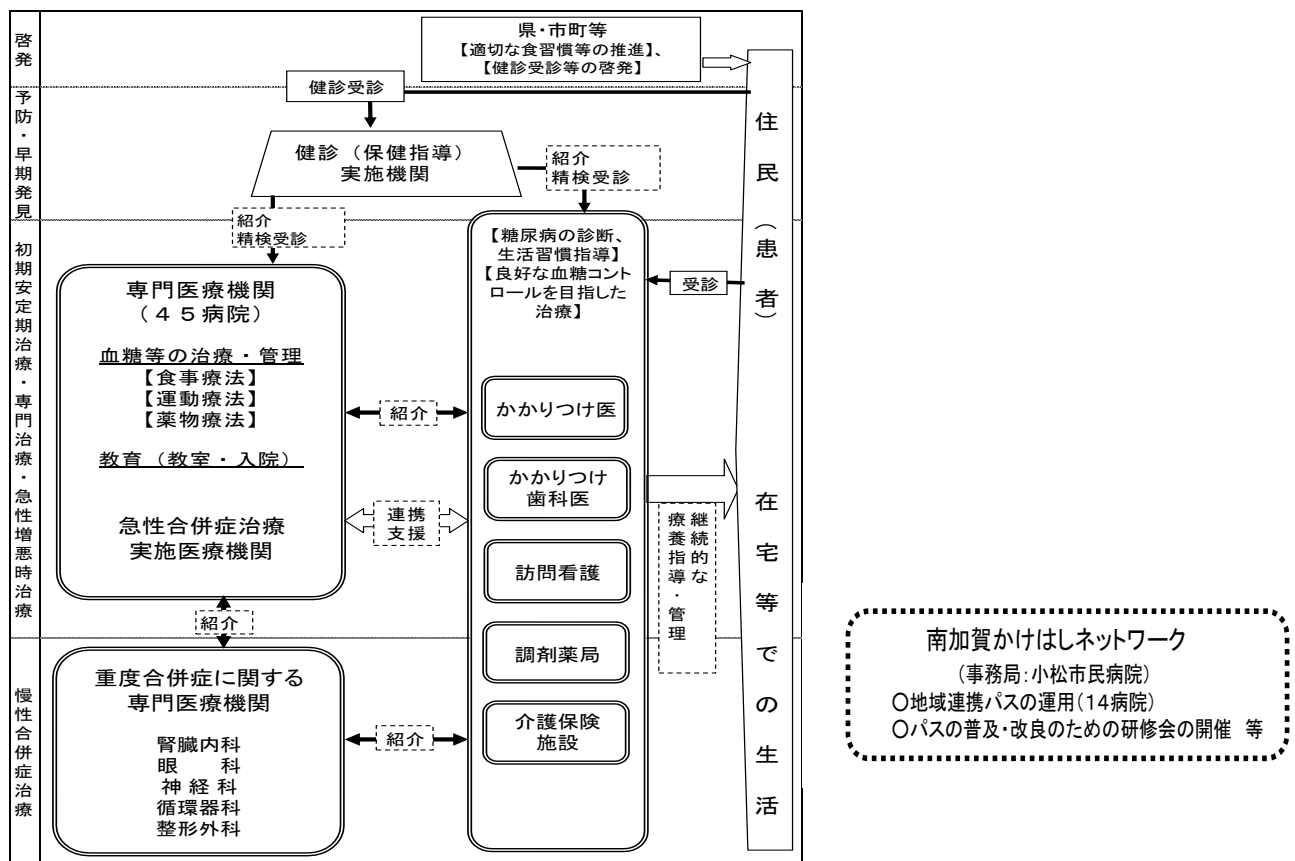 啓発
県・市町等
【適切な食習慣等の推進】、
【健診受診等の啓発】
健診受診
予防・早期発見
健診（保健指導）
実施機関
紹介
精検受診
紹介
精検受診
住民（患者）
在宅等での生活
初期安定期治療・専門治療・急性増悪時治療
専門医療機関
（４５病院）
血糖等の治療・管理
【食事療法】
【運動療法】
【薬物療法】
教育（教室・入院）
急性合併症治療
実施医療機関
【糖尿病の診断、
生活習慣指導】
【良好な血糖コント
ロールを目指した
治療】
受診
紹介
かかりつけ医
かかりつけ
歯科医
連携
支援
訪問看護
継続的な
療養指導・管理
調剤薬局
介護保険
施設
紹介
慢性合併症治療
重度合併症に関する
専門医療機関
腎臓内科
眼　　科
神経科
循環器科
整形外科
紹介
南加賀かけはしネットワーク
（事務局：小松市民病院）
○地域連携パスの運用（14病院）
○パスの普及・改良のための研修会の開催　等